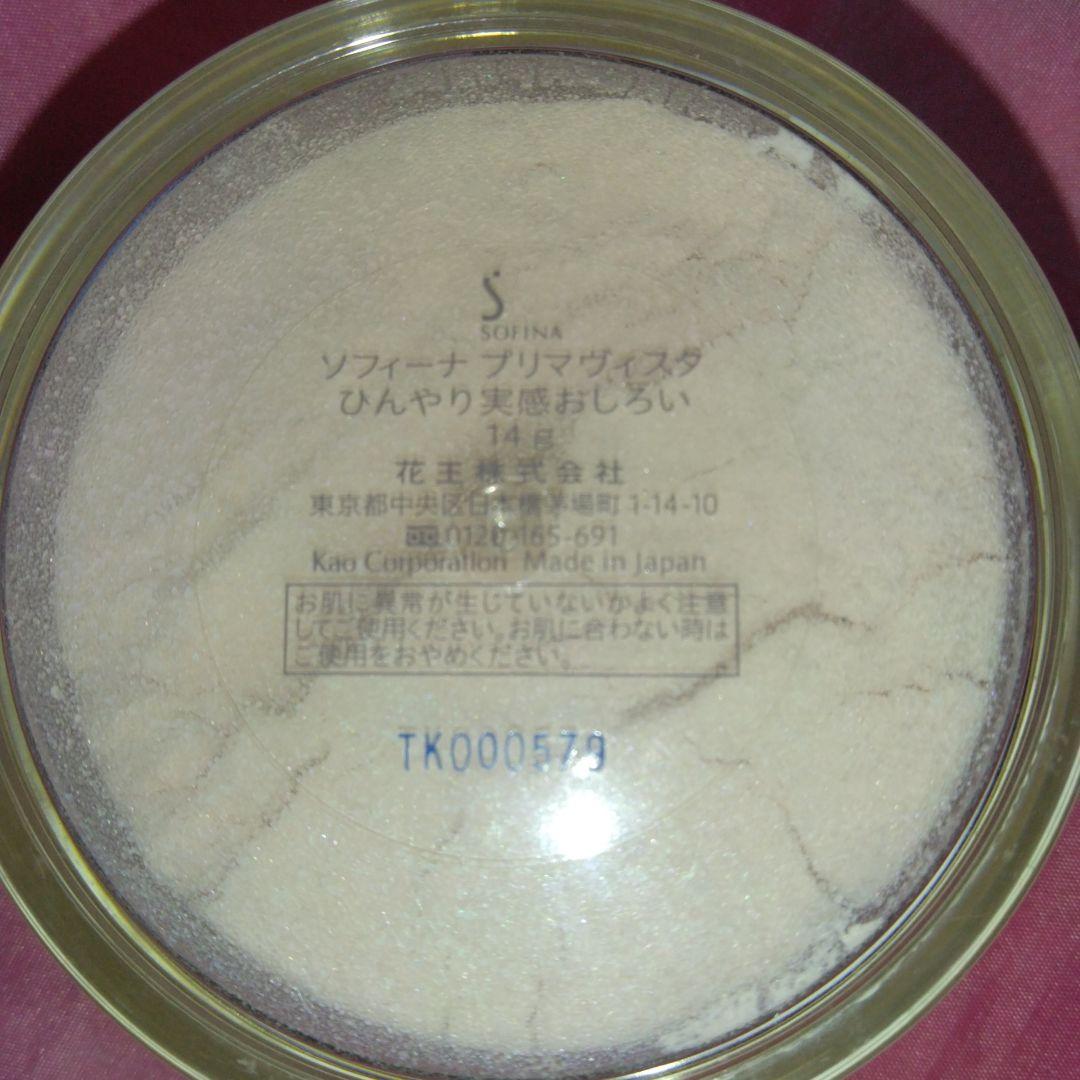 S
SOFINA
ソフィーナ プリマヴィスタ
ひんやり実感おしろい
14 g
花王株式会社
東京都中央区日本橋茅場町 1-14-10
0120-165-691
Kao Corporation Made in Japan
お肌に異常が生じていないかよく注意
してご使用ください。お肌に合わない時は
ご使用をおやめください。
TK000579